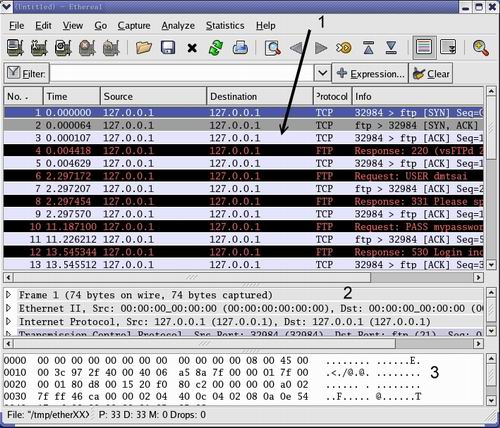 (Untitled) - Ethereal
File Edit View Go Capture Analyze Statistics Help
1
Filter: Expression... Clear
No. Time Source Destination Protocol Info
1 0.000000 127.0.0.1 127.0.0.1 TCP 32984 > ftp [SYN] Seq=0
2 0.000064 127.0.0.1 127.0.0.1 TCP ftp > 32984 [SYN, ACK]
3 0.000107 127.0.0.1 127.0.0.1 TCP 32984 > ftp [ACK] Seq=
4 0.004418 127.0.0.1 127.0.0.1 FTP Response: 220 (vsFTPd 2
5 0.004629 127.0.0.1 127.0.0.1 TCP 32984 > ftp [ACK] Seq=
6 2.297172 127.0.0.1 127.0.0.1 FTP Request: USER dmtsai
7 2.297207 127.0.0.1 127.0.0.1 TCP ftp > 32984 [ACK] Seq=
8 2.297454 127.0.0.1 127.0.0.1 FTP Response: 331 Please sp
9 2.297570 127.0.0.1 127.0.0.1 TCP 32984 > ftp [ACK] Seq=
10 11.187100 127.0.0.1 127.0.0.1 FTP Request: PASS mypasswor
11 11.226212 127.0.0.1 127.0.0.1 TCP ftp > 32984 [ACK] Seq=
12 13.545344 127.0.0.1 127.0.0.1 FTP Response: 530 Login inc
13 13.545512 127.0.0.1 127.0.0.1 TCP 32984 > ftp [ACK] Seq=
2
Frame 1 (74 bytes on wire, 74 bytes captured)
Ethernet II, Src: 00:00:00_00:00:00 (00:00:00:00:00:00), Dst: 00:00:00_00:00:00 (0
Internet Protocol, Src: 127.0.0.1 (127.0.0.1), Dst: 127.0.0.1 (127.0.0.1)
Transmission Control Protocol, Src Port: 32984 (32984), Dst Port: ftp (21), Seq: 0
3
0000 00 00 00 00 00 00 00 00 00 00 00 00 08 00 45 00 ........ ......E.
0010 00 3c 97 2f 40 00 40 06 a5 8a 7f 00 00 01 7f 00 .<./@.@. ........
0020 00 01 80 d8 00 15 20 f0 80 c2 00 00 00 00 a0 02 ...... . ........
0030 7f ff 46 ca 00 00 02 04 40 0c 04 02 08 0a 0e 54 ..F..... @......T
File: "/tmp/etherXXX P: 33 D: 33 M: 0 Drops: 0